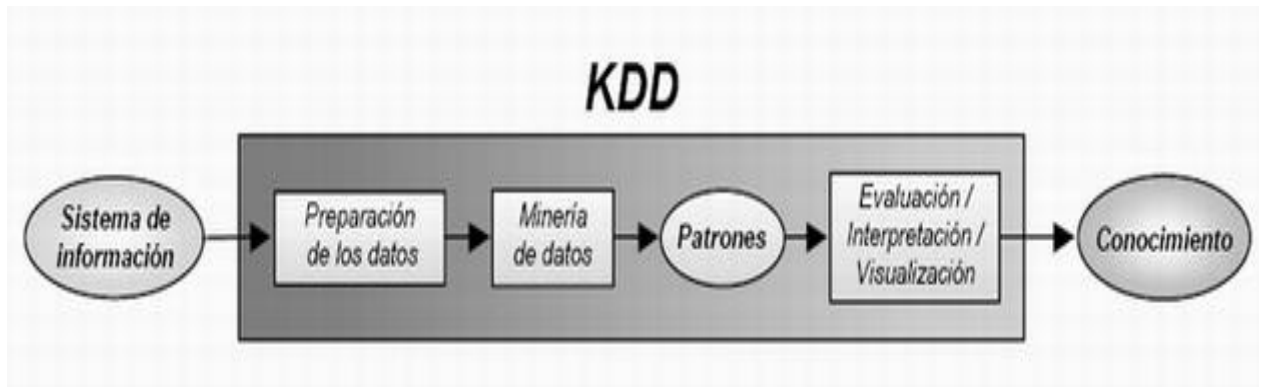 KDD
Sistema de
información
Preparación
de los datos
Minería
de datos
Patrones
Evaluación /
Interpretación /
Visualización
Conocimiento